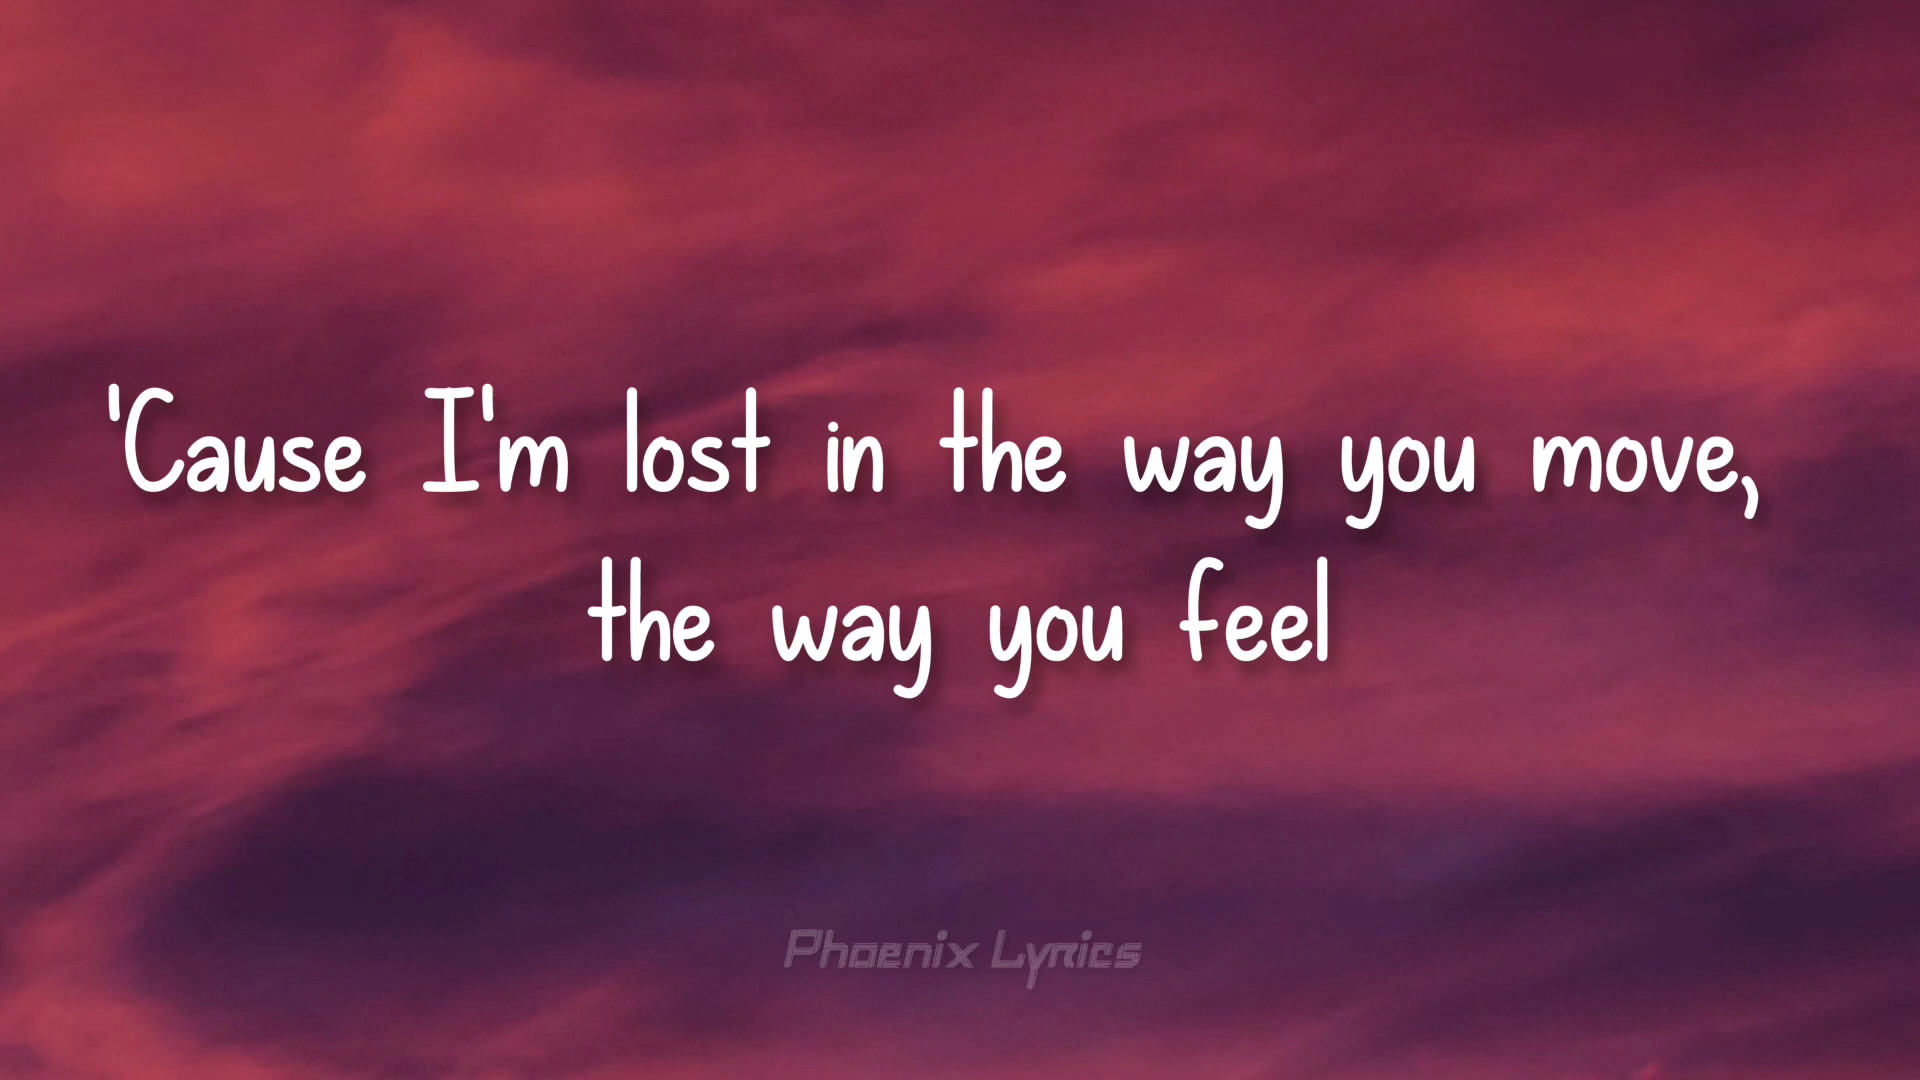 'Cause I'm lost in the way you move,
the way you feel
Phoenix Lyrics